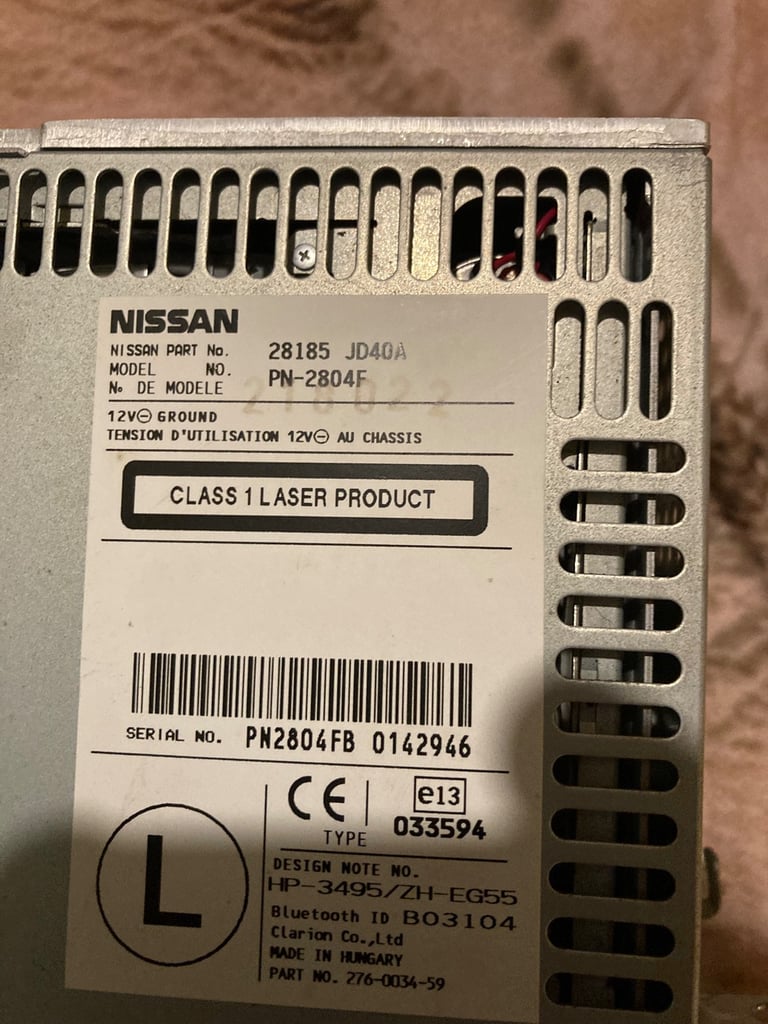 NISSAN
NISSAN PART No. 28185 JD40A
MODEL NO.
Nº DE MODELE PN-2804F
218022
12V⊖ GROUND
TENSION D'UTILISATION 12V⊖ AU CHASSIS
CLASS 1 LASER PRODUCT
SERIAL NO. PN2804FB 0142946
L
CE
TYPE
e13
033594
DESIGN NOTE NO.
HP-3495/ZH-EG55
Bluetooth ID B03104
Clarion Co.,Ltd
MADE IN HUNGARY
PART NO. 276-0034-59